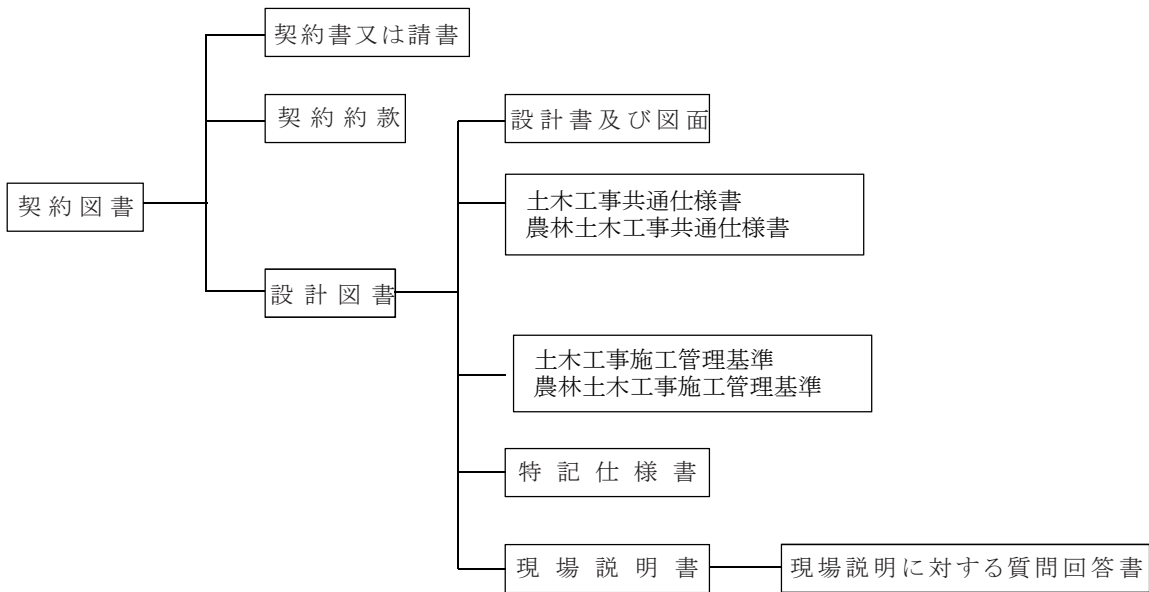 契約書又は請書
契約約款
設計書及び図面
契約図書
土木工事共通仕様書
農林土木工事共通仕様書
設計図書
土木工事施工管理基準
農林土木工事施工管理基準
特記仕様書
現場説明書
現場説明に対する質問回答書